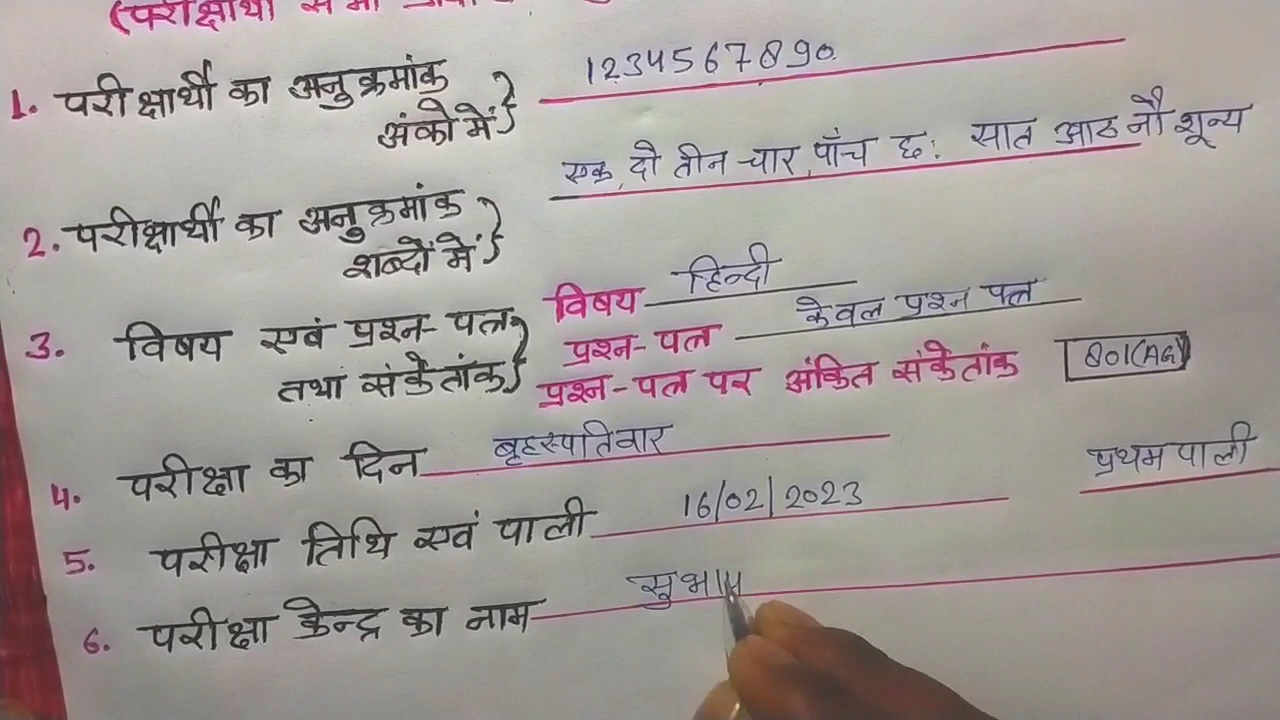 (परीक्षार्थी
1. परीक्षार्थी का अनुक्रमांक अंको में } 1234567890
2. परीक्षार्थी का अनुक्रमांक शब्दों में } एक, दो तीन चार, पाँच छः सात आठ नौ शून्य
3. विषय एवं प्रश्न-पत्र तथा संकेतांक } विषय हिन्दी
प्रश्न-पत्र केवल प्रश्न पत्र
प्रश्न-पत्र पर अंकित संकेतांक 801(AG)
4. परीक्षा का दिन बृहस्पतिवार
5. परीक्षा तिथि एवं पाली 16/02/2023 प्रथम पाली
6. परीक्षा केन्द्र का नाम